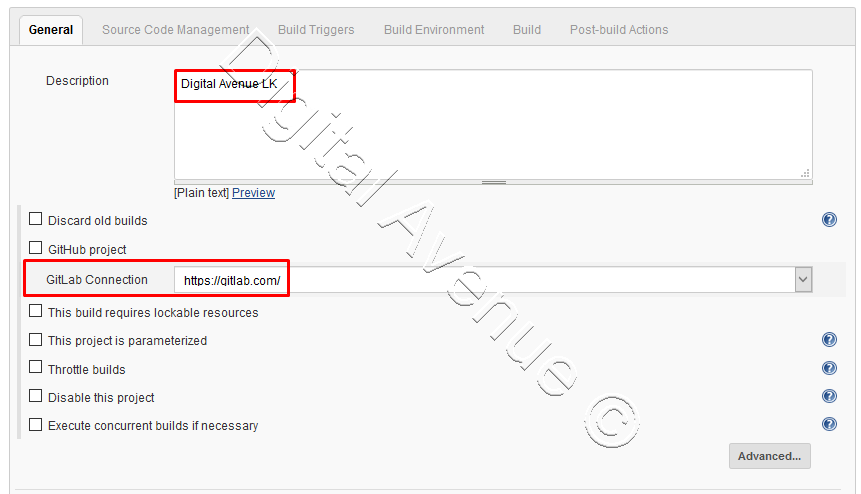 General Source Code Management Build Triggers Build Environment Build Post-build Actions
Description
Digital Avenue LK
[Plain text] Preview
Discard old builds
GitHub project
GitLab Connection https://gitlab.com/
This build requires lockable resources
This project is parameterized
Throttle builds
Disable this project
Execute concurrent builds if necessary
Advanced...
Digital Avenue ©